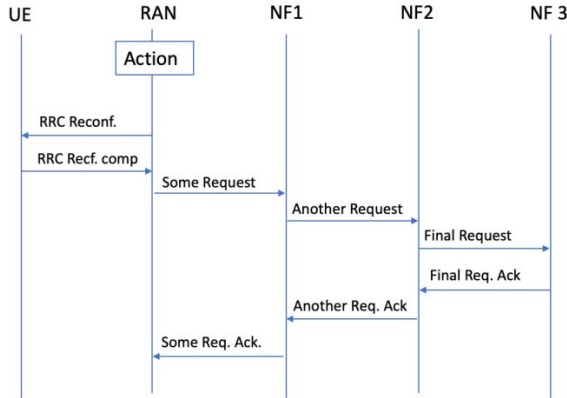 UE RAN NF1 NF2 NF 3
Action
RRC Reconf.
RRC Recf. comp
Some Request
Another Request
Final Request
Final Req. Ack
Another Req. Ack
Some Req. Ack.